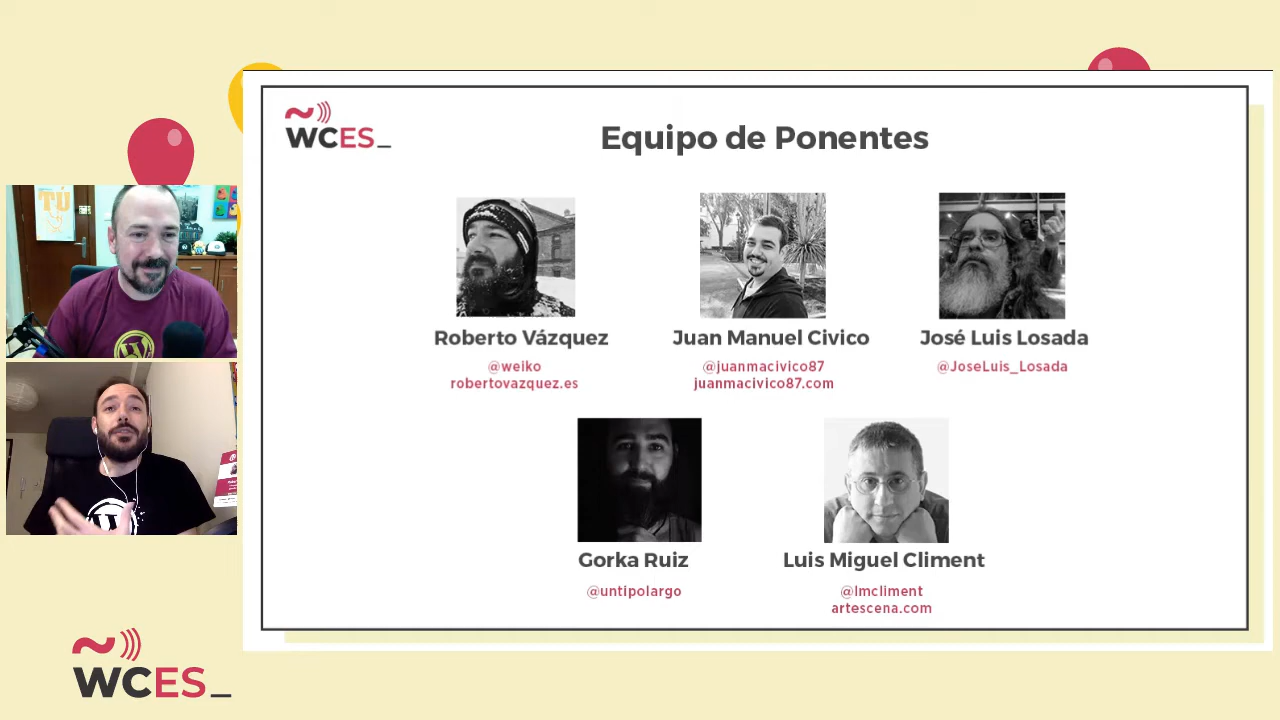 WCES_
Equipo de Ponentes
TÚ
Roberto Vázquez
@weiko
robertovazquez.es
Juan Manuel Civico
@juanmacivico87
juanmacivico87.com
José Luis Losada
@JoseLuis_Losada
Gorka Ruiz
@untipolargo
Luis Miguel Climent
@lmcliment
artescena.com
WCES_